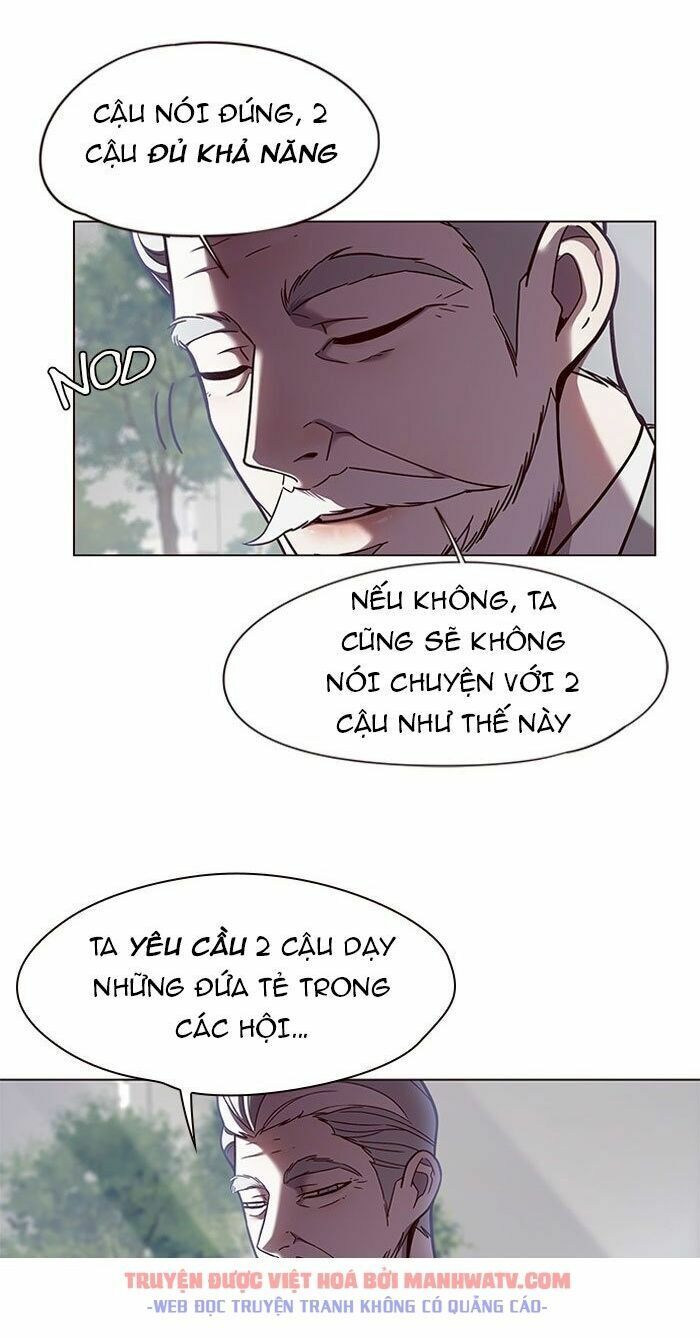 CẬU NÓI ĐÚNG, 2
CẬU ĐỦ KHẢ NĂNG
NOD
NẾU KHÔNG, TA
CŨNG SẼ KHÔNG
NÓI CHUYỆN VỚI 2
CẬU NHƯ THẾ NÀY
TA YÊU CẦU 2 CẬU DẠY
NHỮNG ĐỨA TẺ TRONG
CÁC HỘI...
TRUYỆN ĐƯỢC VIỆT HOÁ BỞI MANHWATV.COM
-WEB ĐỌC TRUYỆN TRANH KHÔNG CÓ QUẢNG CÁO-